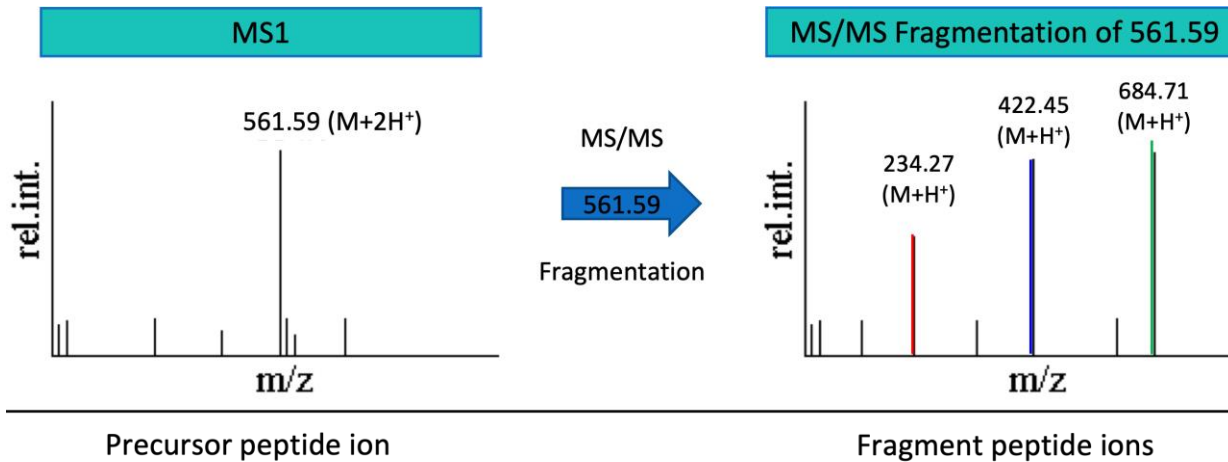 MS1
MS/MS Fragmentation of 561.59
561.59 (M+2H⁺)
rel.int.
m/z
MS/MS
561.59
Fragmentation
234.27
(M+H⁺)
422.45
(M+H⁺)
684.71
(M+H⁺)
rel.int.
m/z
Precursor peptide ion
Fragment peptide ions